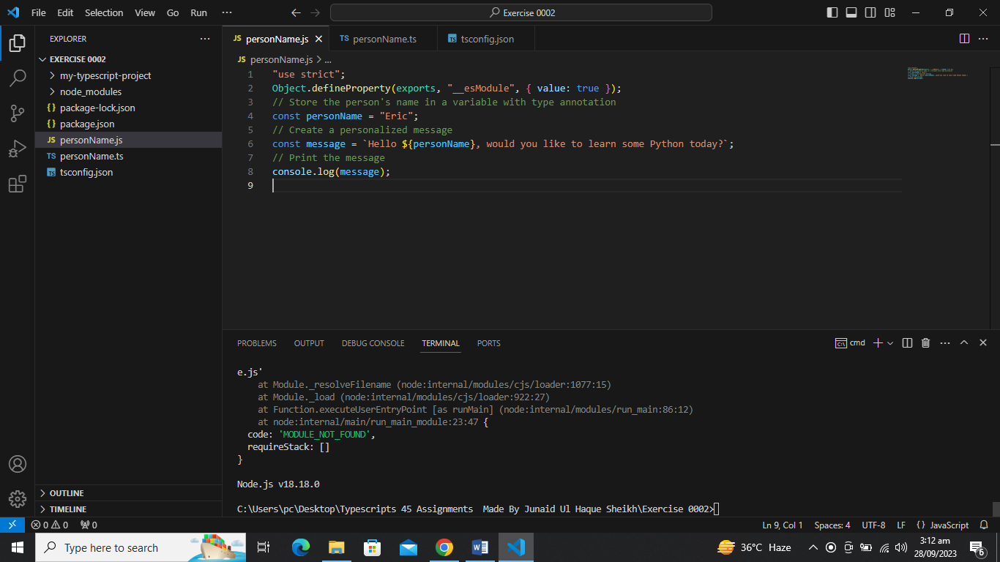 File Edit Selection View Go Run ··· Exercise 0002
EXPLORER ···
EXERCISE 0002
my-typescript-project
node_modules
{} package-lock.json
{} package.json
JS personName.js
TS personName.ts
TS tsconfig.json
OUTLINE
TIMELINE
JS personName.js TS personName.ts TS tsconfig.json
JS personName.js > ...
1 "use strict";
2 Object.defineProperty(exports, "__esModule", { value: true });
3 // Store the person's name in a variable with type annotation
4 const personName = "Eric";
5 // Create a personalized message
6 const message = `Hello ${personName}, would you like to learn some Python today?`;
7 // Print the message
8 console.log(message);
9
PROBLEMS OUTPUT DEBUG CONSOLE TERMINAL PORTS cmd
e.js'
at Module._resolveFilename (node:internal/modules/cjs/loader:1077:15)
at Module._load (node:internal/modules/cjs/loader:922:27)
at Function.executeUserEntryPoint [as runMain] (node:internal/modules/run_main:86:12)
at node:internal/main/run_main_module:23:47 {
code: 'MODULE_NOT_FOUND',
requireStack: []
}
Node.js v18.18.0
C:\Users\pc\Desktop\Typescripts 45 Assignments  Made By Junaid Ul Haque Sheikh\Exercise 0002>
0 0 0 Ln 9, Col 1 Spaces: 4 UTF-8 LF {} JavaScript
Type here to search 36°C Haze 3:12 am
28/09/2023 6